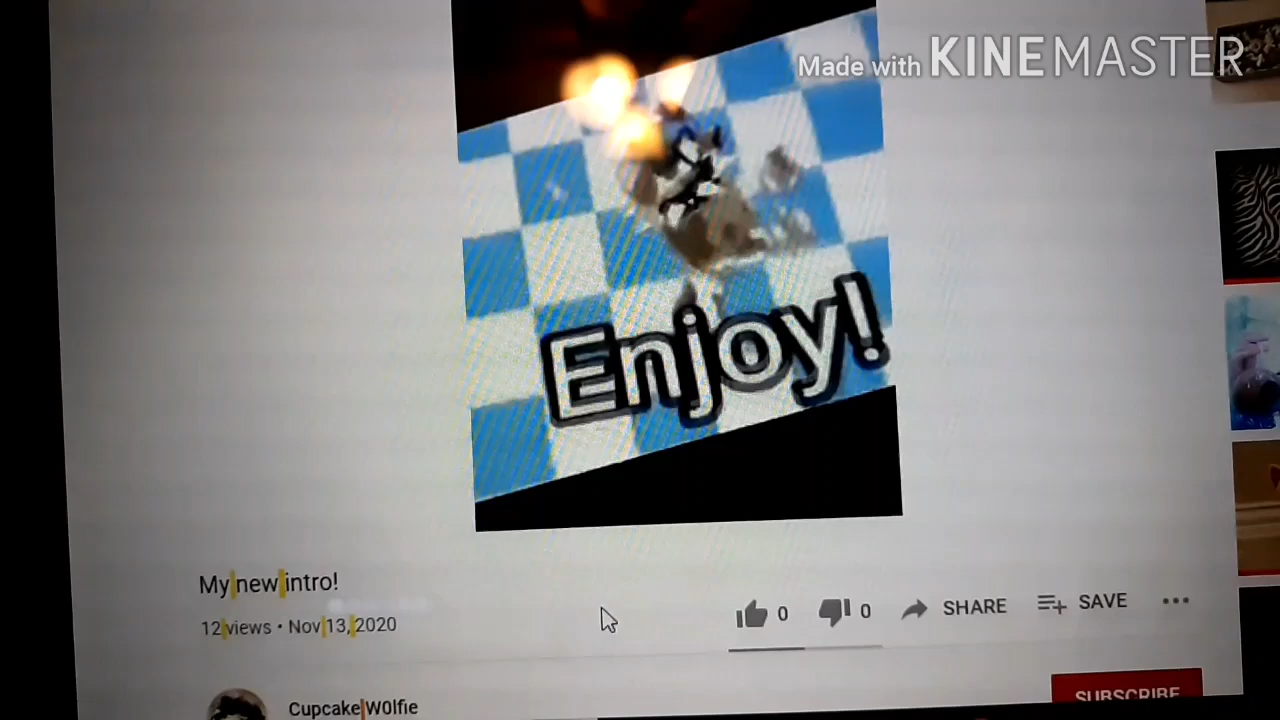 Made with KINEMASTER
Enjoy!
My new intro!
12 views • Nov 13, 2020
0
0
SHARE
SAVE
Cupcake W0lfie
SUBSCRIBE